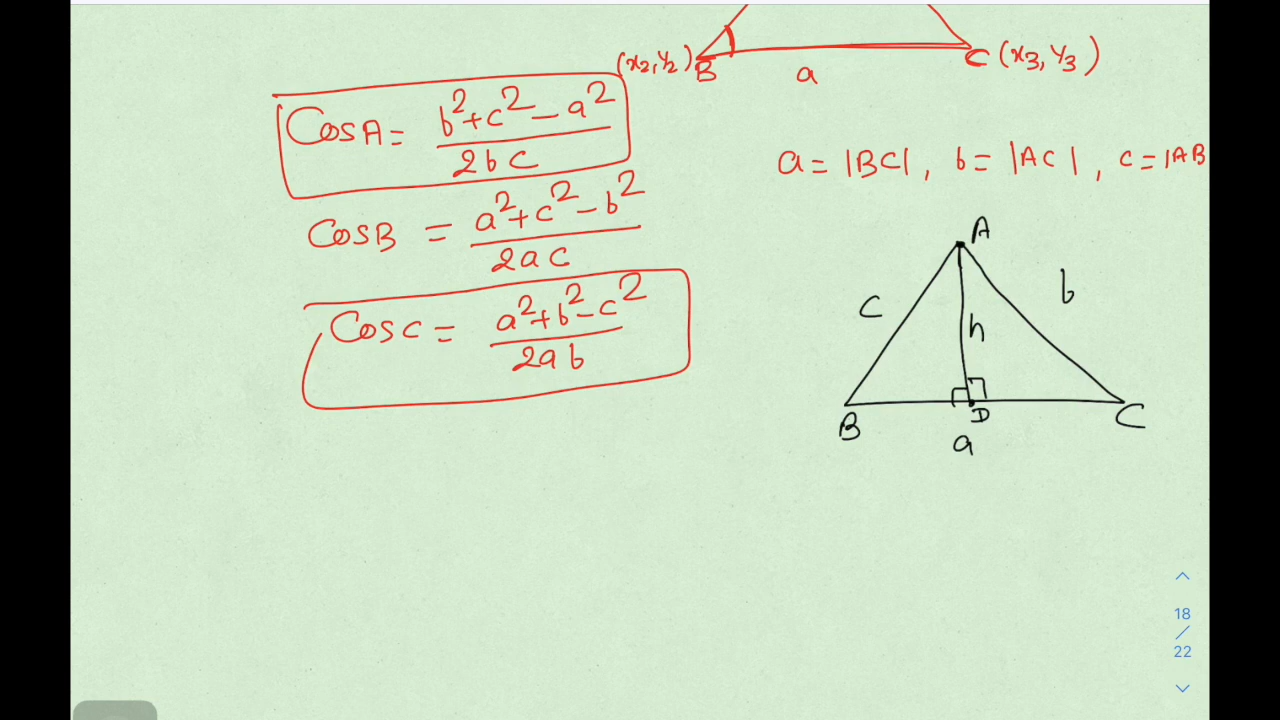 (x2, y2) B a C (x3, y3)
CosA = b²+c²-a² / 2bc
a = |BC|, b = |AC|, c = |AB
CosB = a²+c²-b² / 2ac
CosC = a²+b²-c² / 2ab
A
c b
h
B D C
a
18
/
22